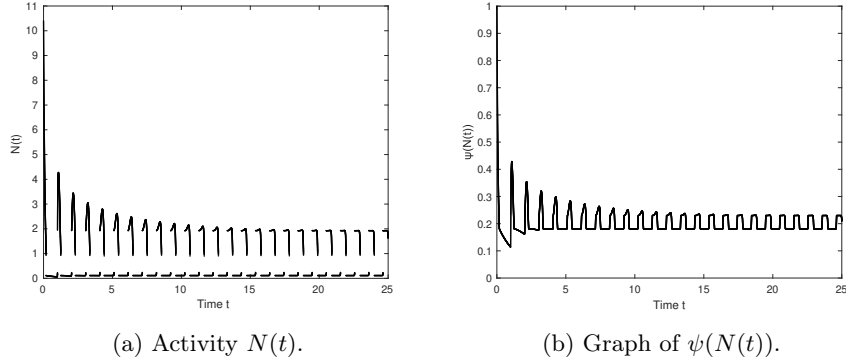 11
10
9
8
7
6
5
4
3
2
1
0
N(t)
0 5 10 15 20 25
Time t
1
0.9
0.8
0.7
0.6
0.5
0.4
0.3
0.2
0.1
0
ψ(N(t))
0 5 10 15 20 25
Time t
(a) Activity N(t).
(b) Graph of ψ(N(t)).